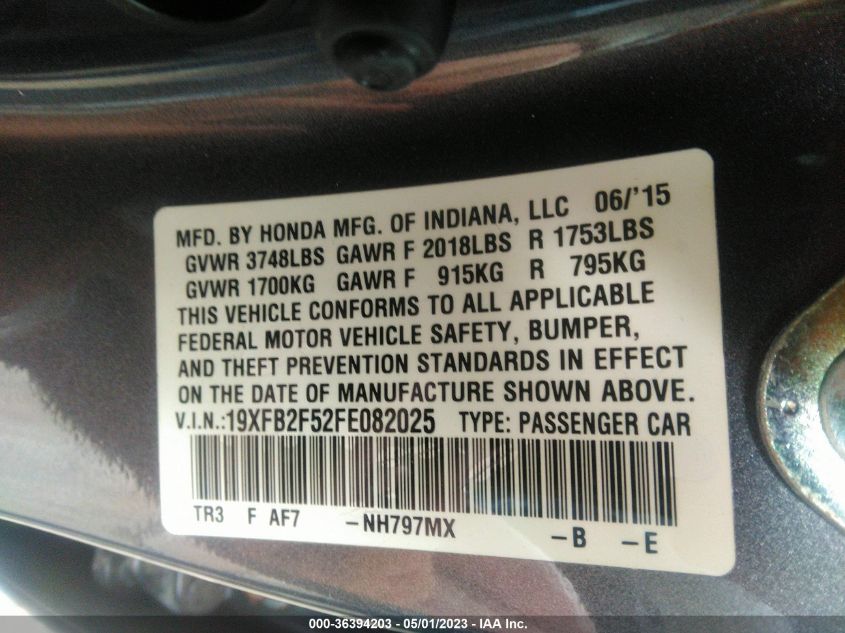 MFD. BY HONDA MFG. OF INDIANA, LLC 06/'15
GVWR 3748LBS GAWR F 2018LBS R 1753LBS
GVWR 1700KG GAWR F 915KG R 795KG
THIS VEHICLE CONFORMS TO ALL APPLICABLE
FEDERAL MOTOR VEHICLE SAFETY, BUMPER,
AND THEFT PREVENTION STANDARDS IN EFFECT
ON THE DATE OF MANUFACTURE SHOWN ABOVE.
V.I.N.:19XFB2F52FE082025 TYPE: PASSENGER CAR
TR3 F AF7 –NH797MX –B –E
000-36394203 - 05/01/2023 - IAA Inc.